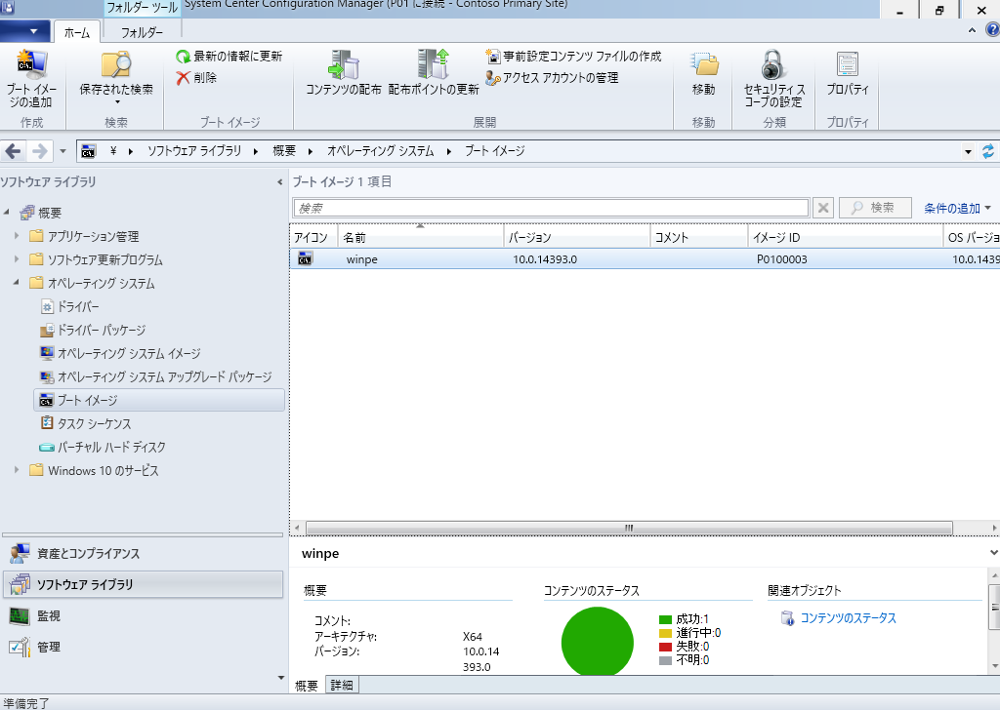 フォルダー ツール System Center Configuration Manager (P01 に接続 - Contoso Primary Site)
ホーム フォルダー
ブート イメージの追加
作成
保存された検索
検索
最新の情報に更新
削除
ブート イメージ
コンテンツの配布
配布ポイントの更新
事前設定コンテンツ ファイルの作成
アクセス アカウントの管理
展開
移動
移動
セキュリティ スコープの設定
分類
プロパティ
プロパティ
¥ ソフトウェア ライブラリ 概要 オペレーティング システム ブート イメージ
ソフトウェア ライブラリ
概要
アプリケーション管理
ソフトウェア更新プログラム
オペレーティング システム
ドライバー
ドライバー パッケージ
オペレーティング システム イメージ
オペレーティング システム アップグレード パッケージ
ブート イメージ
タスク シーケンス
バーチャル ハード ディスク
Windows 10 のサービス
資産とコンプライアンス
ソフトウェア ライブラリ
監視
管理
ブート イメージ 1 項目
検索 検索 条件の追加
アイコン 名前 バージョン コメント イメージ ID OS バージョ
winpe 10.0.14393.0 P0100003 10.0.1439
winpe
概要
コメント:
アーキテクチャ: X64
バージョン: 10.0.14
393.0
コンテンツのステータス
成功:1
進行中:0
失敗:0
不明:0
関連オブジェクト
コンテンツのステータス
概要 詳細
準備完了